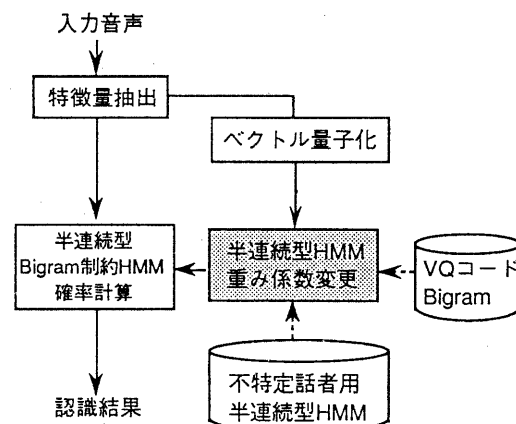 入力音声
特徴量抽出
ベクトル量子化
半連続型
Bigram制約HMM
確率計算
半連続型HMM
重み係数変更
VQコード
Bigram
不特定話者用
半連続型HMM
認識結果